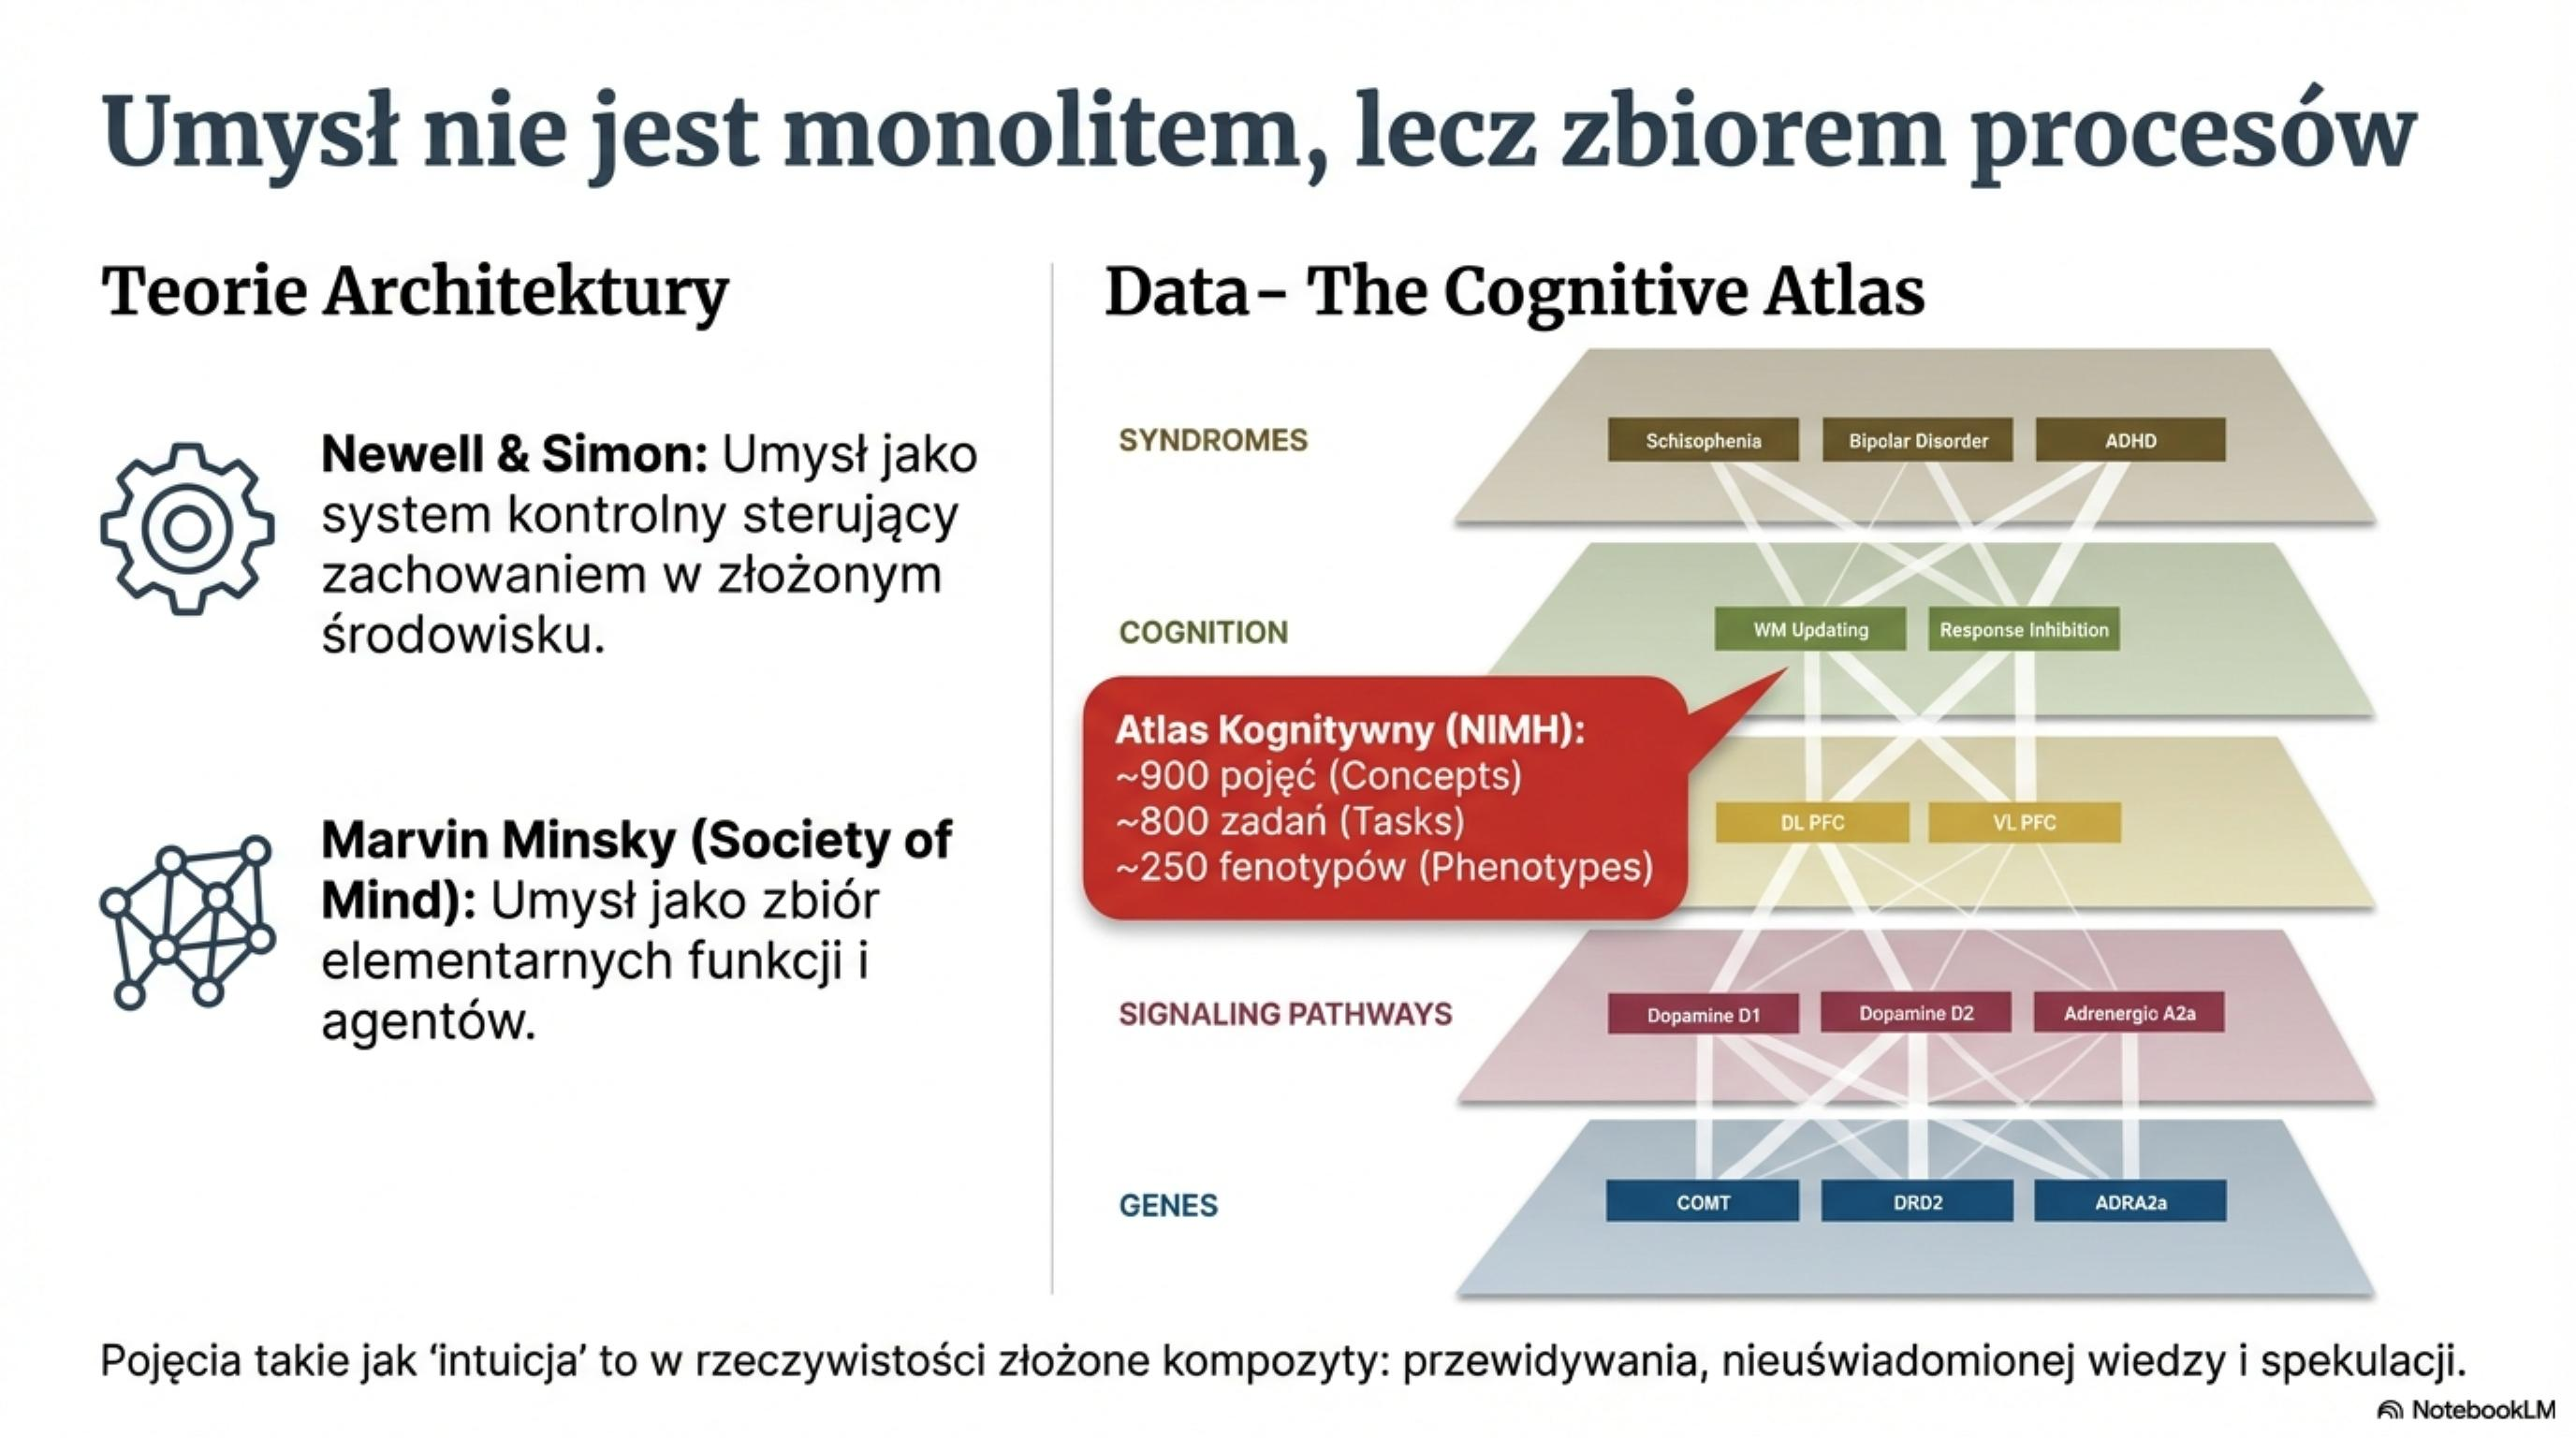 Umysł nie jest monolitem, lecz zbiorem procesów
Teorie Architektury
Newell & Simon: Umysł jako
system kontrolny sterujący
zachowaniem w złożonym
środowisku.
Marvin Minsky (Society of
Mind): Umysł jako zbiór
elementarnych funkcji i
agentów.
Data– The Cognitive Atlas
SYNDROMES
Schisophenia
Bipolar Disorder
ADHD
COGNITION
WM Updating
Response Inhibition
Atlas Kognitywny (NIMH):
~900 pojęć (Concepts)
~800 zadań (Tasks)
~250 fenotypów (Phenotypes)
DL PFC
VL PFC
SIGNALING PATHWAYS
Dopamine D1
Dopamine D2
Adrenergic A2a
GENES
COMT
DRD2
ADRA2a
Pojęcia takie jak ‘intuicja’ to w rzeczywistości złożone kompozyty: przewidywania, nieuświadomionej wiedzy i spekulacji.
NotebookLM